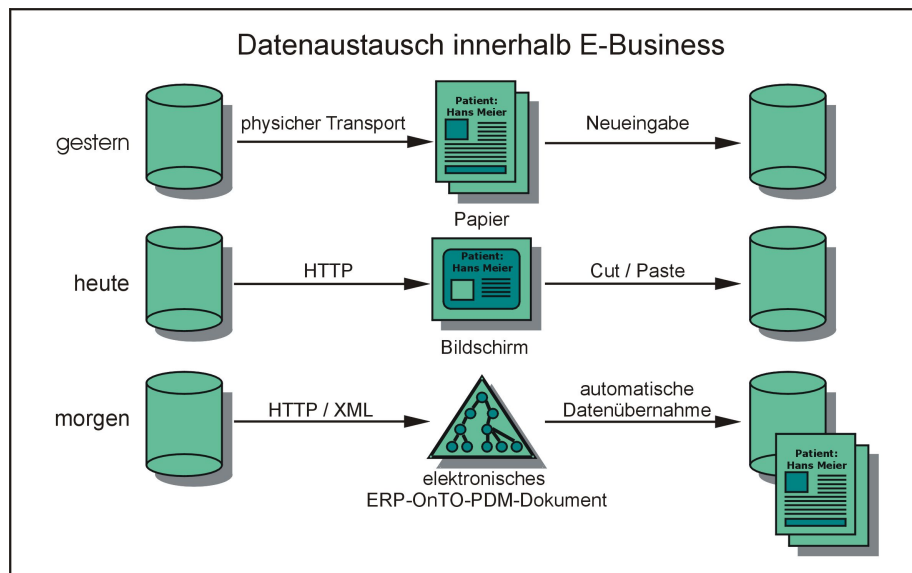 Datenaustausch innerhalb E-Business
gestern
physicher Transport
Patient:
Hans Meier
Papier
Neueingabe
heute
HTTP
Patient:
Hans Meier
Bildschirm
Cut / Paste
morgen
HTTP / XML
elektronisches
ERP-OnTO-PDM-Dokument
automatische
Datenübernahme
Patient:
Hans Meier